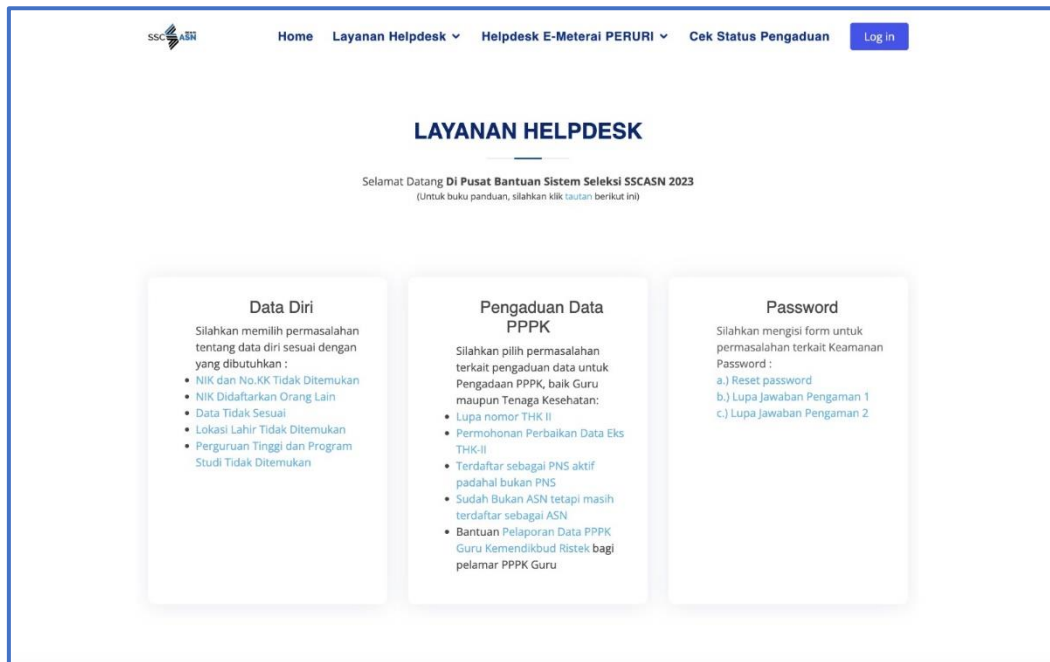 SSC ASN
Home Layanan Helpdesk Helpdesk E-Meterai PERURI Cek Status Pengaduan Log in
LAYANAN HELPDESK
Selamat Datang Di Pusat Bantuan Sistem Seleksi SSCASN 2023
(Untuk buku panduan, silahkan klik tautan berikut ini)
Data Diri
Silahkan memilih permasalahan
tentang data diri sesuai dengan
yang dibutuhkan :
• NIK dan No.KK Tidak Ditemukan
• NIK Didaftarkan Orang Lain
• Data Tidak Sesuai
• Lokasi Lahir Tidak Ditemukan
• Perguruan Tinggi dan Program
Studi Tidak Ditemukan
Pengaduan Data
PPPK
Silahkan pilih permasalahan
terkait pengaduan data untuk
Pengadaan PPPK, baik Guru
maupun Tenaga Kesehatan:
• Lupa nomor THK II
• Permohonan Perbaikan Data Eks
THK-II
• Terdaftar sebagai PNS aktif
padahal bukan PNS
• Sudah Bukan ASN tetapi masih
terdaftar sebagai ASN
• Bantuan Pelaporan Data PPPK
Guru Kemendikbud Ristek bagi
pelamar PPPK Guru
Password
Silahkan mengisi form untuk
permasalahan terkait Keamanan
Password :
a.) Reset password
b.) Lupa Jawaban Pengaman 1
c.) Lupa Jawaban Pengaman 2